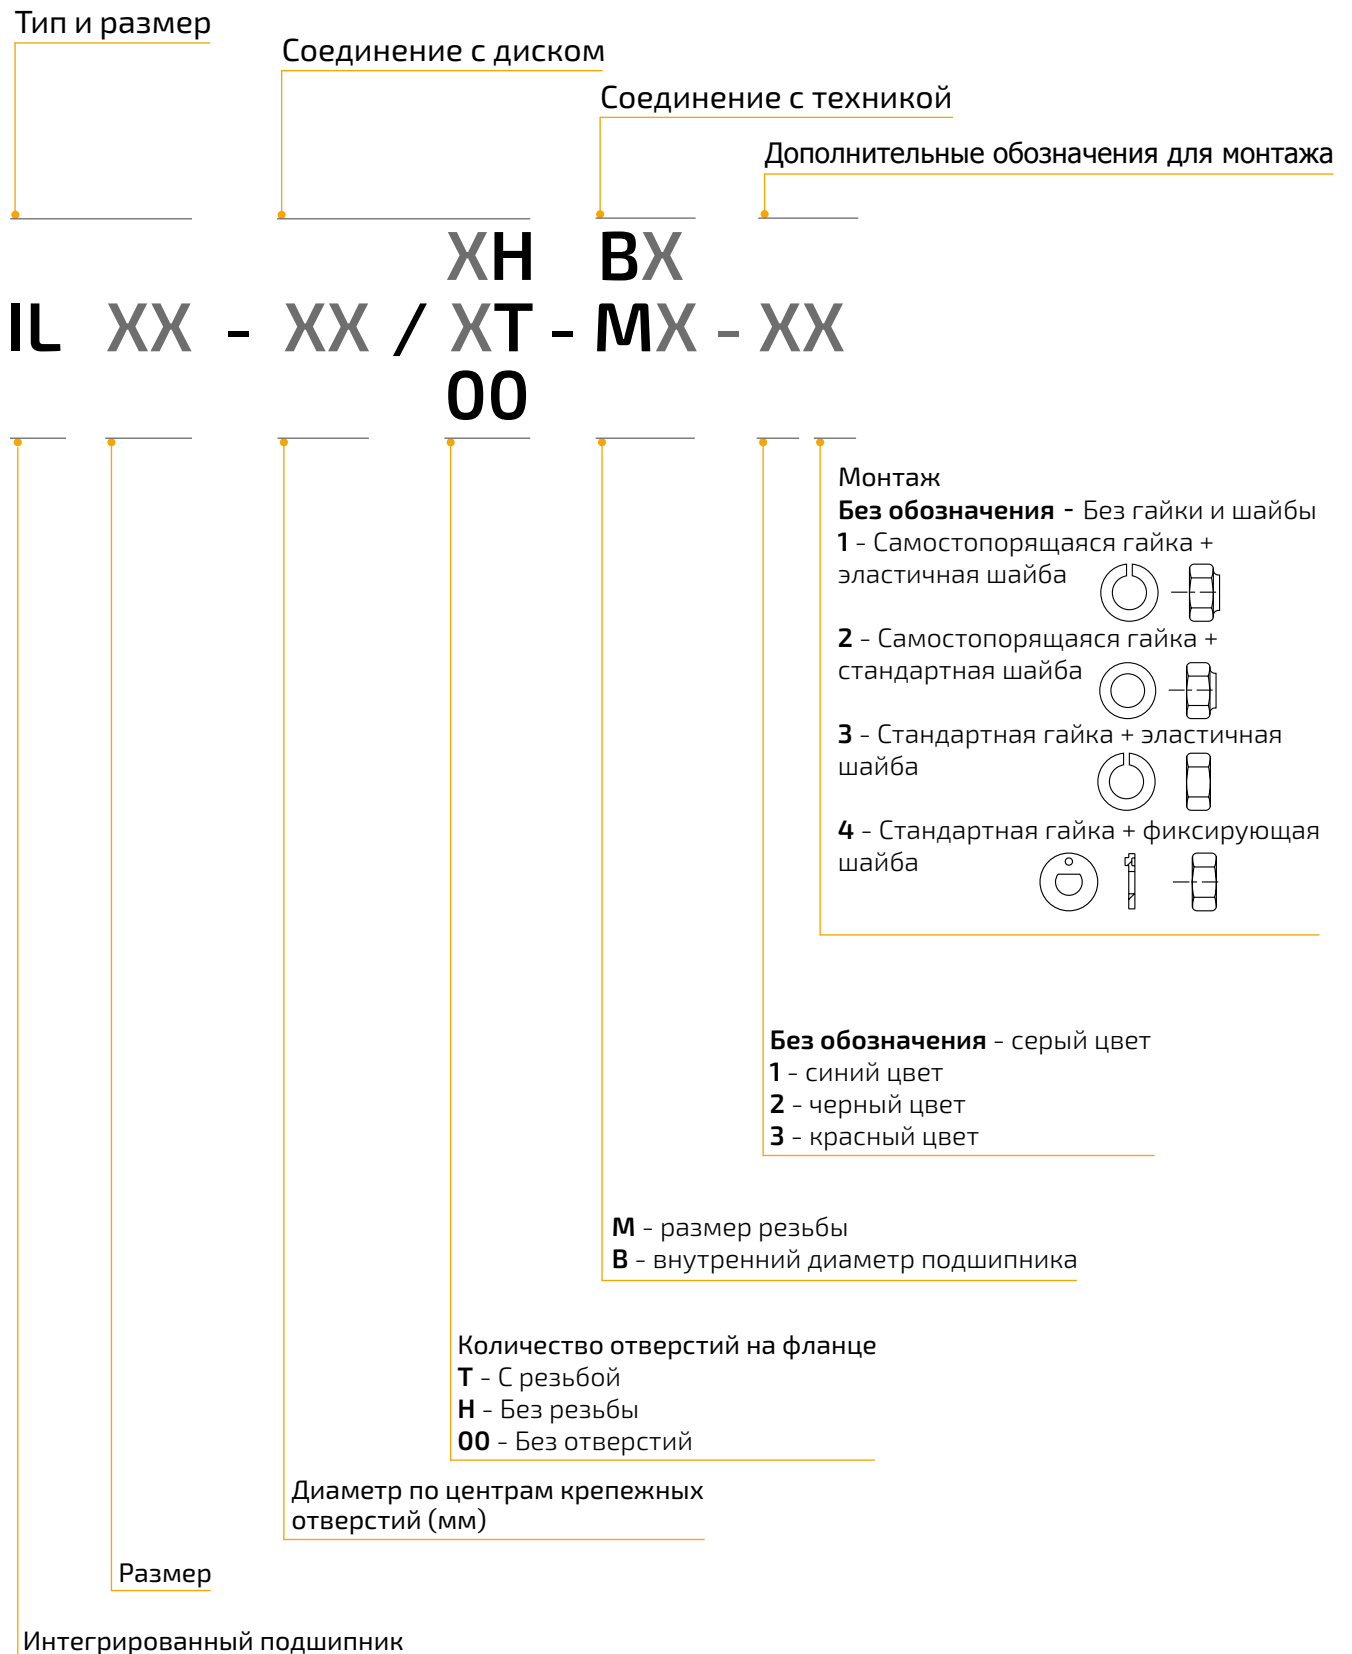 Тип и размер
Соединение с диском
Соединение с техникой
Дополнительные обозначения для монтажа
XH BX
IL XX - XX / XT - MX - XX
00
Монтаж
Без обозначения - Без гайки и шайбы
1 - Самостопорящаяся гайка +
эластичная шайба
2 - Самостопорящаяся гайка +
стандартная шайба
3 - Стандартная гайка + эластичная
шайба
4 - Стандартная гайка + фиксирующая
шайба
Без обозначения - серый цвет
1 - синий цвет
2 - черный цвет
3 - красный цвет
M - размер резьбы
B - внутренний диаметр подшипника
Количество отверстий на фланце
T - С резьбой
H - Без резьбы
00 - Без отверстий
Диаметр по центрам крепежных
отверстий (мм)
Размер
Интегрированный подшипник